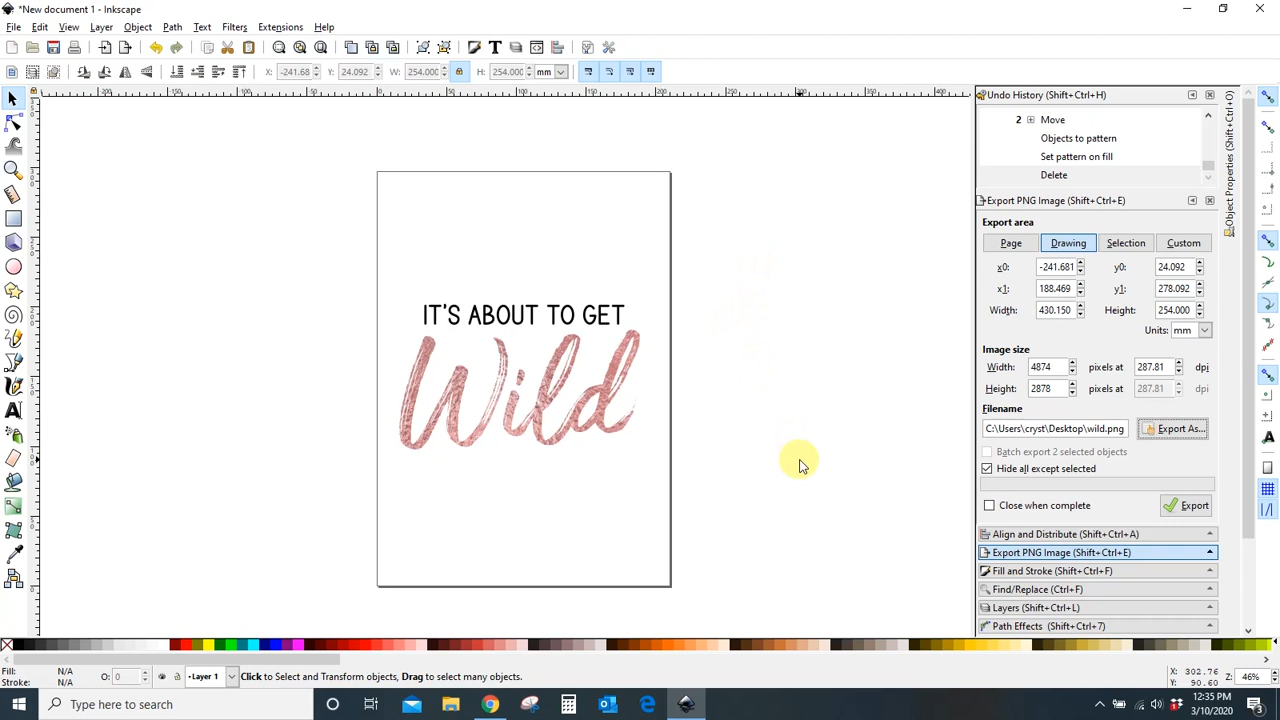 *New document 1 - Inkscape
File Edit View Layer Object Path Text Filters Extensions Help
X: -241.68 Y: 24.092 W: 254.000 H: 254.000 mm
Undo History (Shift+Ctrl+H)
2 Move
Objects to pattern
Set pattern on fill
Delete
Object Properties (Shift+Ctrl+O)
Export PNG Image (Shift+Ctrl+E)
Export area
Page Drawing Selection Custom
x0: -241.681 y0: 24.092
x1: 188.469 y1: 278.092
Width: 430.150 Height: 254.000
Units: mm
Image size
Width: 4874 pixels at 287.81 dpi
Height: 2878 pixels at 287.81 dpi
Filename
C:\Users\cryst\Desktop\wild.png Export As...
Batch export 2 selected objects
Hide all except selected
Close when complete Export
Align and Distribute (Shift+Ctrl+A)
Export PNG Image (Shift+Ctrl+E)
Fill and Stroke (Shift+Ctrl+F)
Find/Replace (Ctrl+F)
Layers (Shift+Ctrl+L)
Path Effects (Shift+Ctrl+7)
IT'S ABOUT TO GET
Wild
Fill: N/A
Stroke: N/A
O: 0
Layer 1
Click to Select and Transform objects, Drag to select many objects.
X: 302.76
Y: 90.60
Z: 46%
Type here to search
12:35 PM
3/10/2020
3